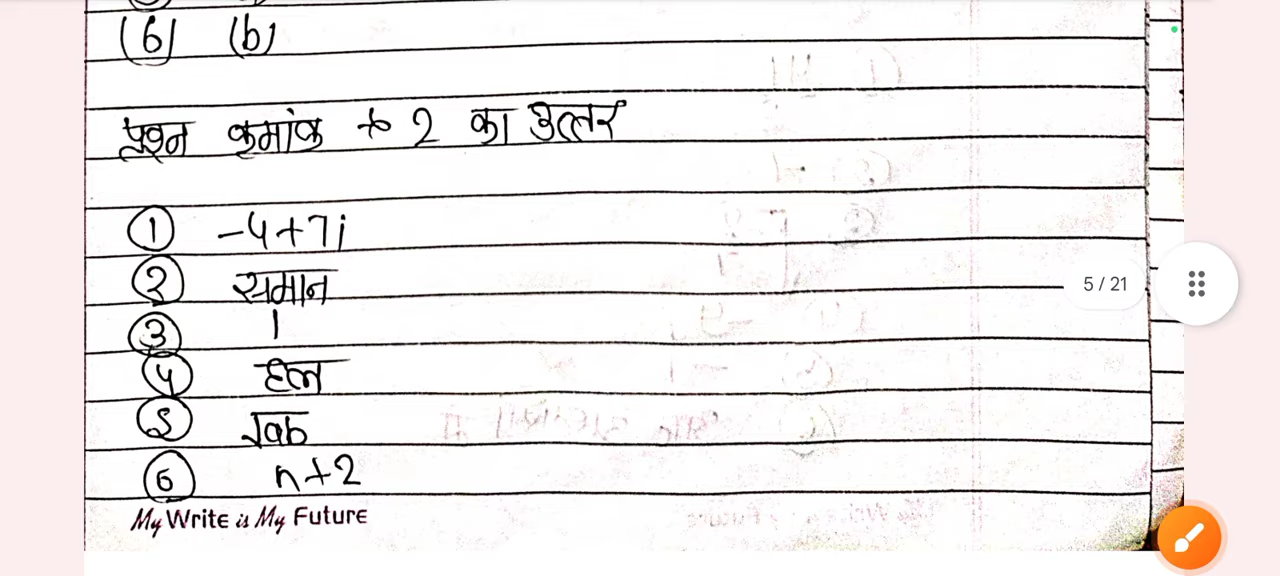 (6) (b)
प्रश्न क्रमांक 2 का उत्तर
① -4+7i
② समान
③ 1
④ हल
⑤ √ab
⑥ n+2
My Write is My Future
5 / 21